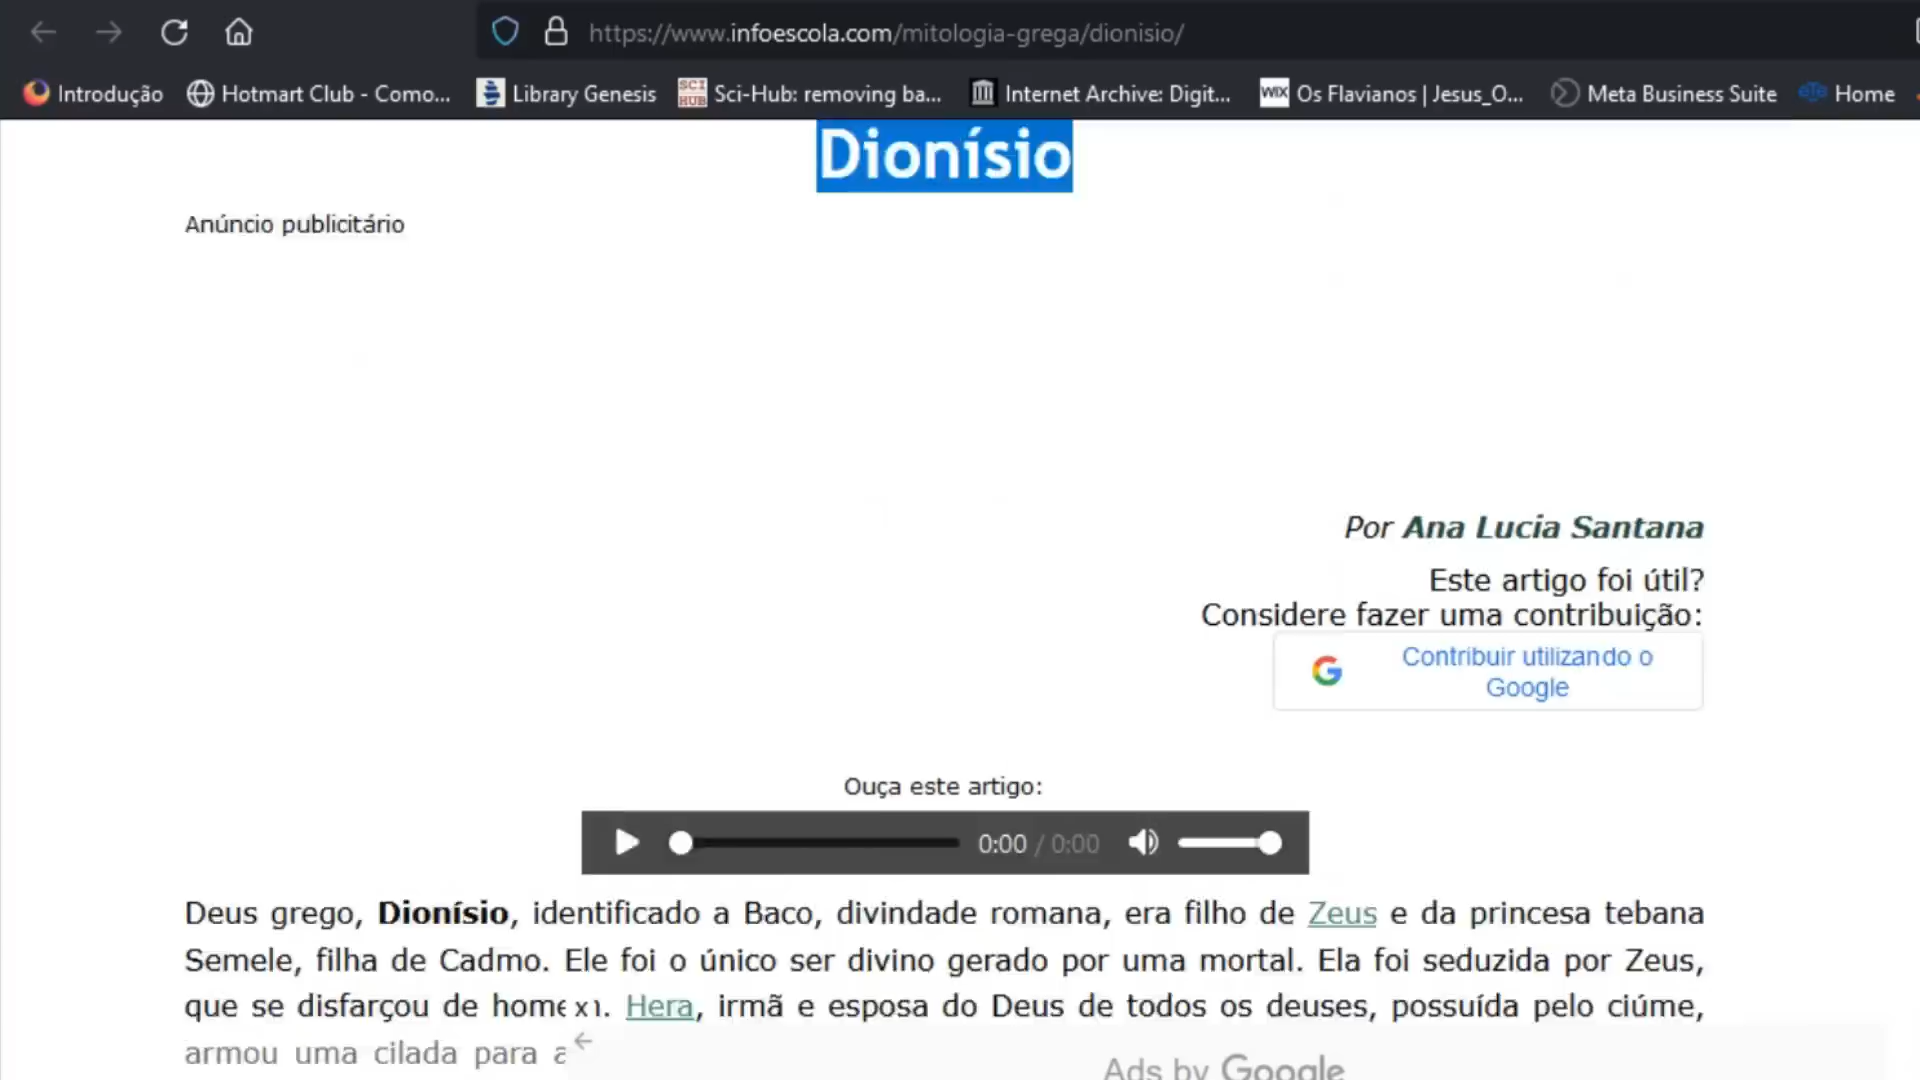 https://www.infoescola.com/mitologia-grega/dionisio/
Introdução Hotmart Club - Como... Library Genesis SCI HUB Sci-Hub: removing ba... Internet Archive: Digit... WIX Os Flavianos | Jesus_O... Meta Business Suite Home
Dionísio
Anúncio publicitário
Por Ana Lucia Santana
Este artigo foi útil?
Considere fazer uma contribuição:
Contribuir utilizando o
Google
Ouça este artigo:
0:00 / 0:00
Deus grego, Dionísio, identificado a Baco, divindade romana, era filho de Zeus e da princesa tebana
Semele, filha de Cadmo. Ele foi o único ser divino gerado por uma mortal. Ela foi seduzida por Zeus,
que se disfarçou de Hera, irmã e esposa do Deus de todos os deuses, possuída pelo ciúme,
armou uma cilada para
Ads by Google